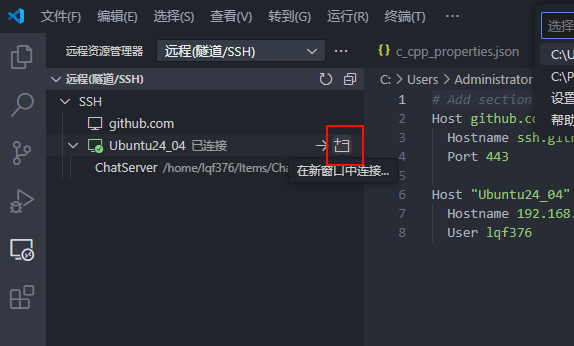 文件(F) 编辑(E) 选择(S) 查看(V) 转到(G) 运行(R) 终端(T) ···
选择
远程资源管理器 远程(隧道/SSH) ···
c_cpp_properties.json
C:\U
C:\P
设置
帮助
远程(隧道/SSH)
C: > Users > Administrator
SSH
github.com
Ubuntu24_04 已连接
ChatServer /home/lqf376/Items/Cha
在新窗口中连接...
1 # Add section
2 Host github.co
3 Hostname ssh.gith
4 Port 443
5
6 Host "Ubuntu24_04"
7 Hostname 192.168.
8 User lqf376